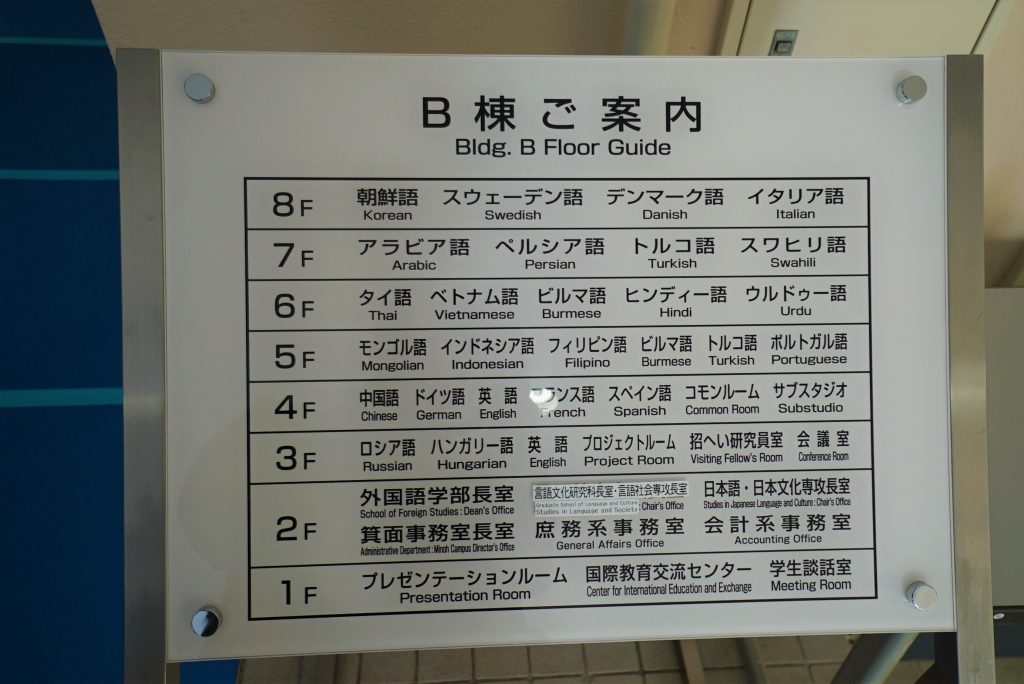 B棟ご案内
Bldg. B Floor Guide
8F 朝鮮語 スウェーデン語 デンマーク語 イタリア語
Korean Swedish Danish Italian
7F アラビア語 ペルシア語 トルコ語 スワヒリ語
Arabic Persian Turkish Swahili
6F タイ語 ベトナム語 ビルマ語 ヒンディー語 ウルドゥー語
Thai Vietnamese Burmese Hindi Urdu
5F モンゴル語 インドネシア語 フィリピン語 ビルマ語 トルコ語 ポルトガル語
Mongolian Indonesian Filipino Burmese Turkish Portuguese
4F 中国語 ドイツ語 英語 フランス語 スペイン語 コモンルーム サブスタジオ
Chinese German English French Spanish Common Room Substudio
3F ロシア語 ハンガリー語 英語 プロジェクトルーム 招へい研究員室 会議室
Russian Hungarian English Project Room Visiting Fellow's Room Conference Room
2F 外国語学部長室 言語文化研究科長室・言語社会専攻長室 日本語・日本文化専攻長室
School of Foreign Studies : Dean's Office Graduate School of Language and Culture Studies in Language and Society : Chair's Office Studies in Japanese Language and Culture : Chair's Office
箕面事務室長室 庶務系事務室 会計系事務室
Administrative Department : Minoh Campus Director's Office General Affairs Office Accounting Office
1F プレゼンテーションルーム 国際教育交流センター 学生談話室
Presentation Room Center for International Education and Exchange Meeting Room